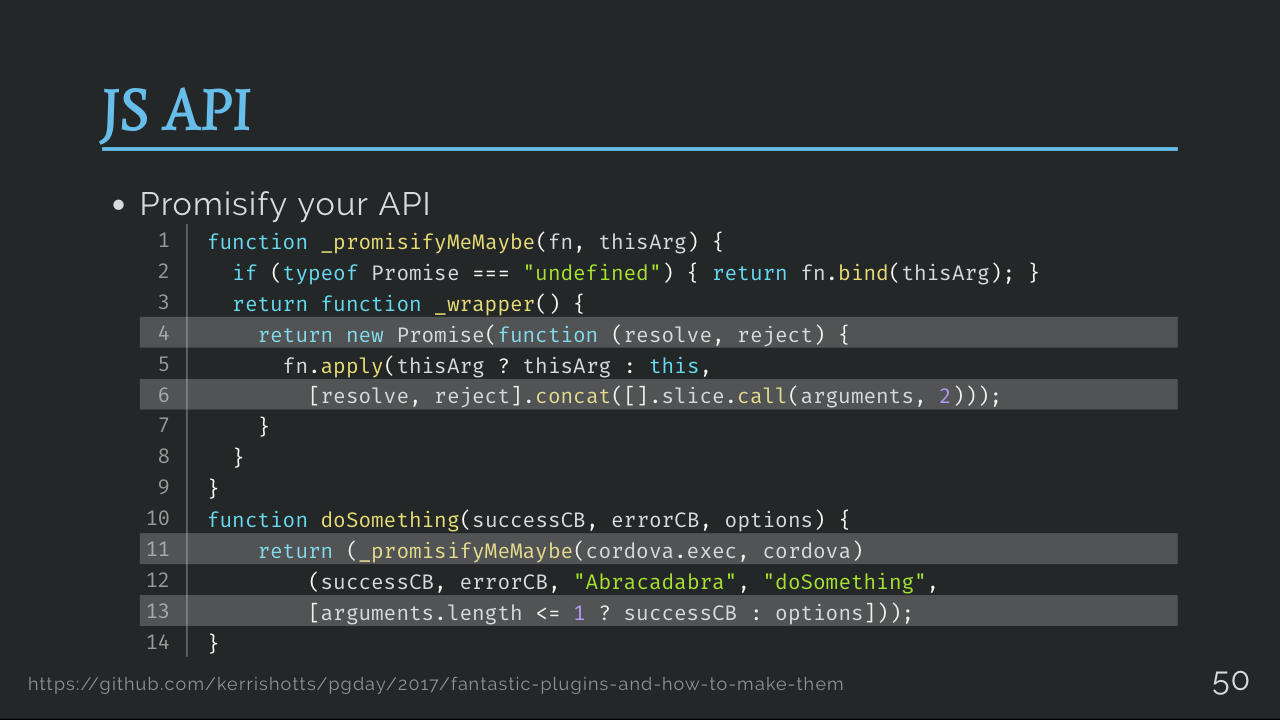 JS API
• Promisify your API
1 function _promisifyMeMaybe(fn, thisArg) {
2   if (typeof Promise === "undefined") { return fn.bind(thisArg); }
3   return function _wrapper() {
4     return new Promise(function (resolve, reject) {
5       fn.apply(thisArg ? thisArg : this,
6         [resolve, reject].concat([].slice.call(arguments, 2)));
7     }
8   }
9 }
10 function doSomething(successCB, errorCB, options) {
11     return (_promisifyMeMaybe(cordova.exec, cordova)
12         (successCB, errorCB, "Abracadabra", "doSomething",
13         [arguments.length <= 1 ? successCB : options]));
14 }
https://github.com/kerrishotts/pgday/2017/fantastic-plugins-and-how-to-make-them
50